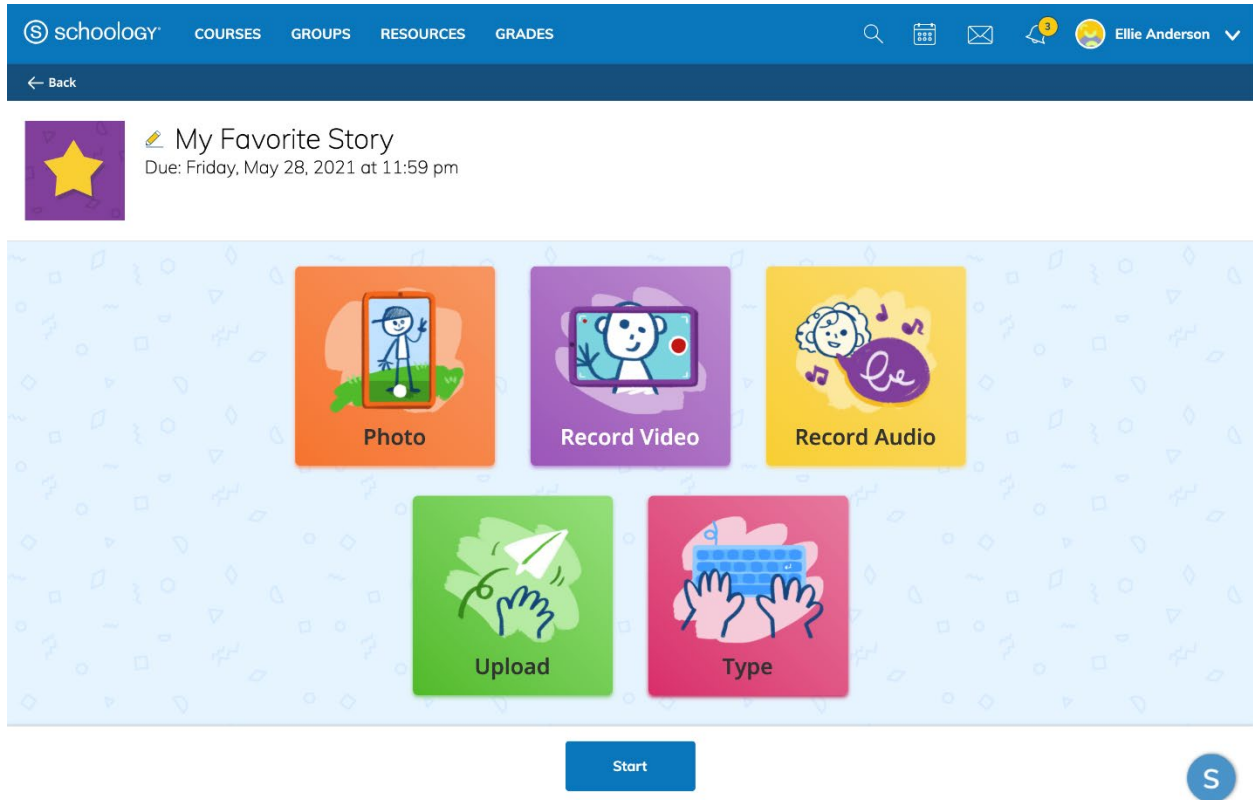 S schoology COURSES GROUPS RESOURCES GRADES 3 Ellie Anderson
← Back
My Favorite Story
Due: Friday, May 28, 2021 at 11:59 pm
be
Photo Record Video Record Audio
Upload Type
Start
S